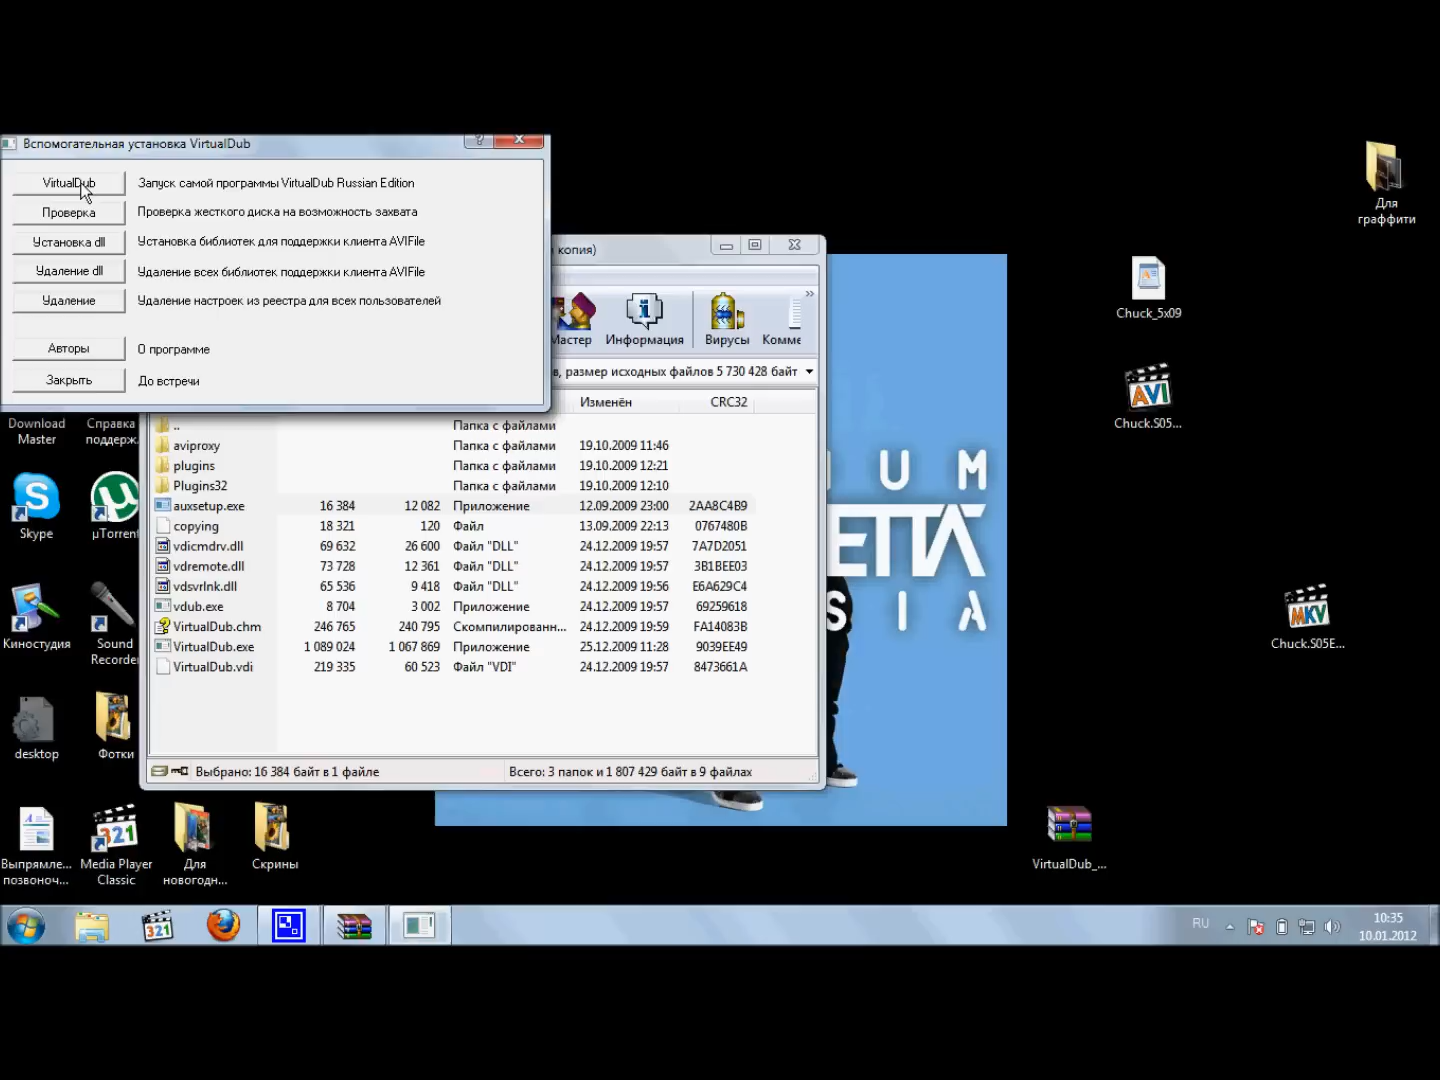 Вспомогательная установка VirtualDub
VirtualDub Запуск самой программы VirtualDub Russian Edition
Проверка Проверка жесткого диска на возможность захвата
Установка dll Установка библиотек для поддержки клиента AVIFile
Удаление dll Удаление всех библиотек поддержки клиента AVIFile
Удаление Удаление настроек из реестра для всех пользователей
Авторы О программе
Закрыть До встречи
копия)
Мастер Информация Вирусы Комме
в, размер исходных файлов 5 730 428 байт
Изменён CRC32
.. Папка с файлами
aviproxy Папка с файлами 19.10.2009 11:46
plugins Папка с файлами 19.10.2009 12:21
Plugins32 Папка с файлами 19.10.2009 12:10
auxsetup.exe 16 384 12 082 Приложение 12.09.2009 23:00 2AA8C4B9
copying 18 321 120 Файл 13.09.2009 22:13 0767480B
vdicmdrv.dll 69 632 26 600 Файл "DLL" 24.12.2009 19:57 7A7D2051
vdremote.dll 73 728 12 361 Файл "DLL" 24.12.2009 19:57 3B1BEE03
vdsvrlnk.dll 65 536 9 418 Файл "DLL" 24.12.2009 19:56 E6A629C4
vdub.exe 8 704 3 002 Приложение 24.12.2009 19:57 69259618
VirtualDub.chm 246 765 240 795 Скомпилированн... 24.12.2009 19:59 FA14083B
VirtualDub.exe 1 089 024 1 067 869 Приложение 25.12.2009 11:28 9039EE49
VirtualDub.vdi 219 335 60 523 Файл "VDI" 24.12.2009 19:57 8473661A
Выбрано: 16 384 байт в 1 файле Всего: 3 папок и 1 807 429 байт в 9 файлах
Download
Master
Справка
поддерж.
Skype
µTorrent
Киностудия
Sound
Recorder
desktop
Фотки
Выпрямле...
позвоноч...
Media Player
Classic
Для
новогодн...
Скрины
U M
S I A
Для
граффити
Chuck_5x09
AVI
Chuck.S05...
MKV
Chuck.S05E...
VirtualDub_...
321
321
RU
10:35
10.01.2012